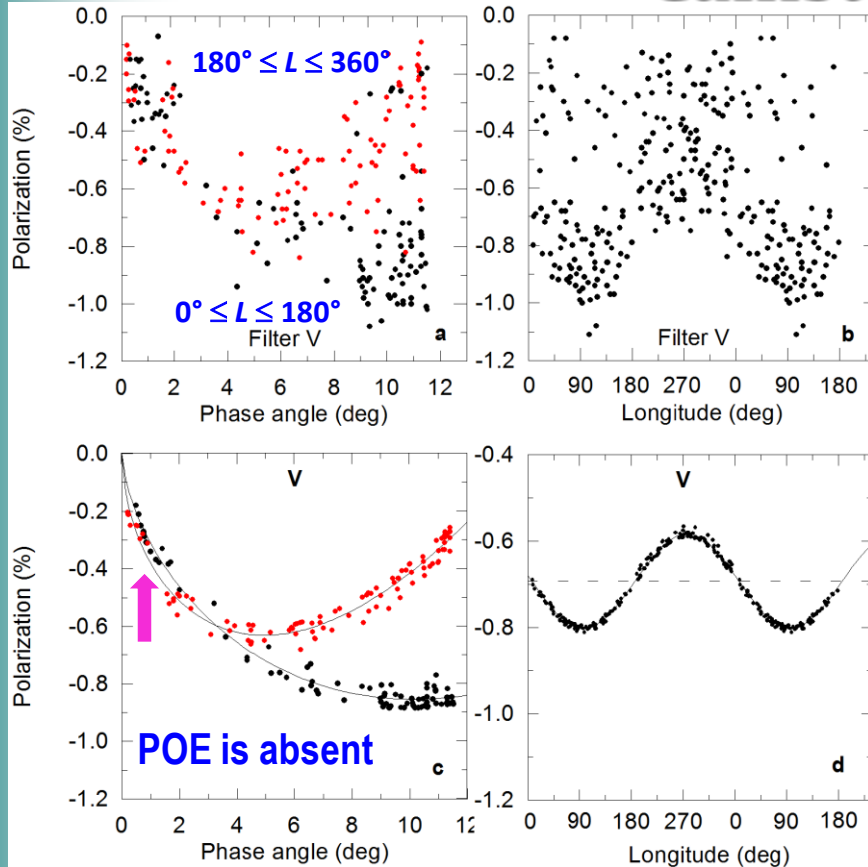 180° ≤ L ≤ 360°
0° ≤ L ≤ 180°
Filter V
a
0.0
-0.2
-0.4
-0.6
-0.8
-1.0
-1.2
Polarization (%)
0 2 4 6 8 10 12
Phase angle (deg)
Filter V
b
0.0
-0.2
-0.4
-0.6
-0.8
-1.0
-1.2
0 90 180 270 0 90 180
Longitude (deg)
V
POE is absent
c
0.0
-0.2
-0.4
-0.6
-0.8
-1.0
-1.2
Polarization (%)
0 2 4 6 8 10 12
Phase angle (deg)
V
d
-0.4
-0.6
-0.8
-1.0
-1.2
0 90 180 270 0 90 180
Longitude (deg)